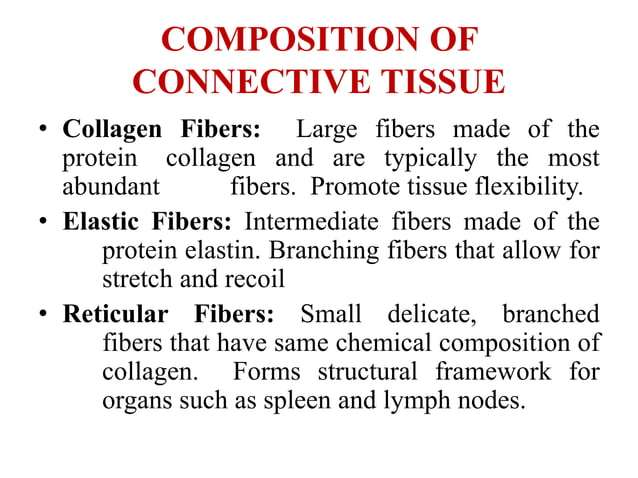 COMPOSITION OF
CONNECTIVE TISSUE
• Collagen Fibers: Large fibers made of the
protein collagen and are typically the most
abundant fibers. Promote tissue flexibility.
• Elastic Fibers: Intermediate fibers made of the
protein elastin. Branching fibers that allow for
stretch and recoil
• Reticular Fibers: Small delicate, branched
fibers that have same chemical composition of
collagen. Forms structural framework for
organs such as spleen and lymph nodes.